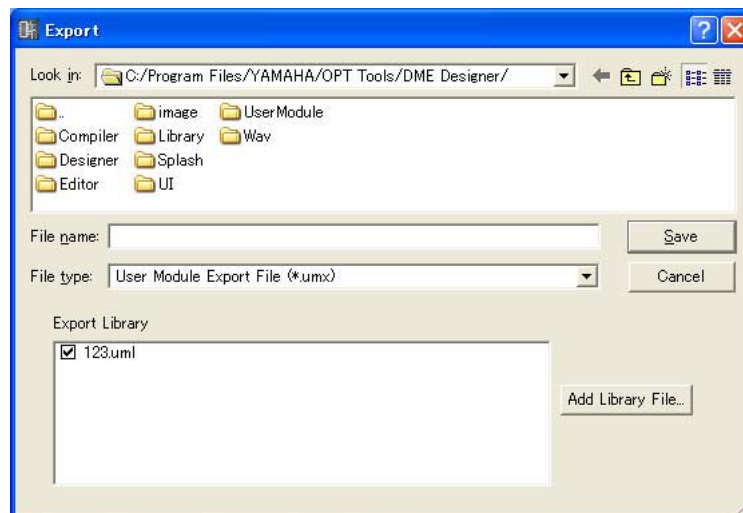 Export
Look in: C:/Program Files/YAMAHA/OPT Tools/DME Designer/
.. image UserModule
Compiler Library Wav
Designer Splash
Editor UI
File name: Save
File type: User Module Export File (*.umx) Cancel
Export Library
123.uml
Add Library File...